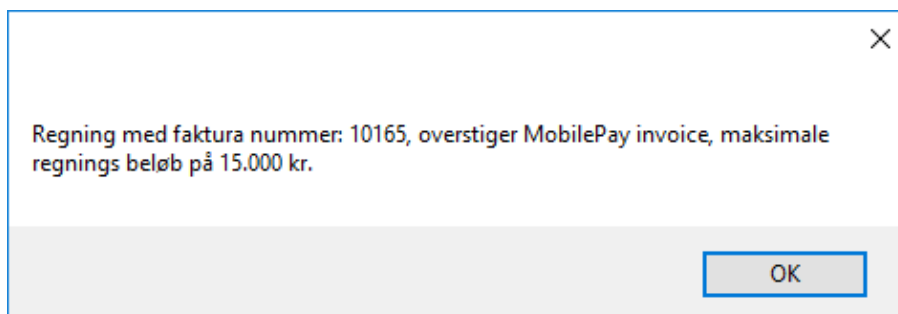 Regning med faktura nummer: 10165, overstiger MobilePay invoice, maksimale
regnings beløb på 15.000 kr.
OK